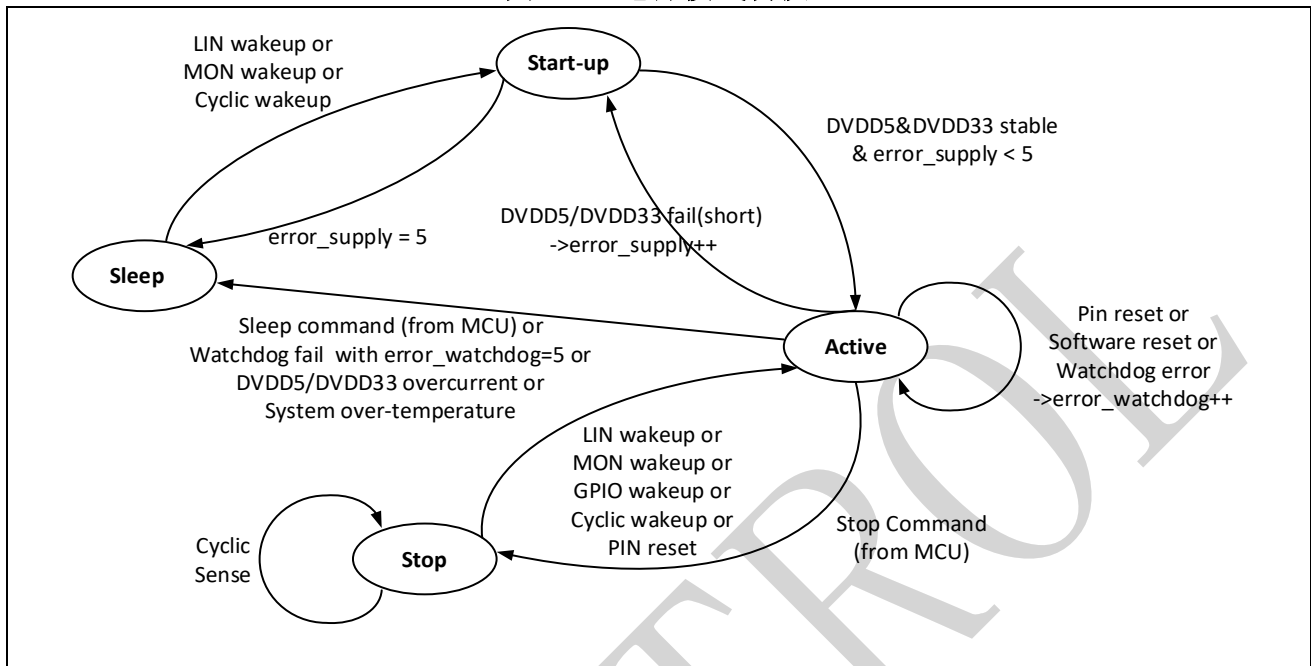 LIN wakeup or
MON wakeup or
Cyclic wakeup
Start-up
DVDD5&DVDD33 stable
& error_supply < 5
DVDD5/DVDD33 fail(short)
->error_supply++
error_supply = 5
Sleep
Sleep command (from MCU) or
Watchdog fail with error_watchdog=5 or
DVDD5/DVDD33 overcurrent or
System over-temperature
Active
Pin reset or
Software reset or
Watchdog error
->error_watchdog++
LIN wakeup or
MON wakeup or
GPIO wakeup or
Cyclic wakeup or
PIN reset
Stop Command
(from MCU)
Cyclic
Sense
Stop
TROL